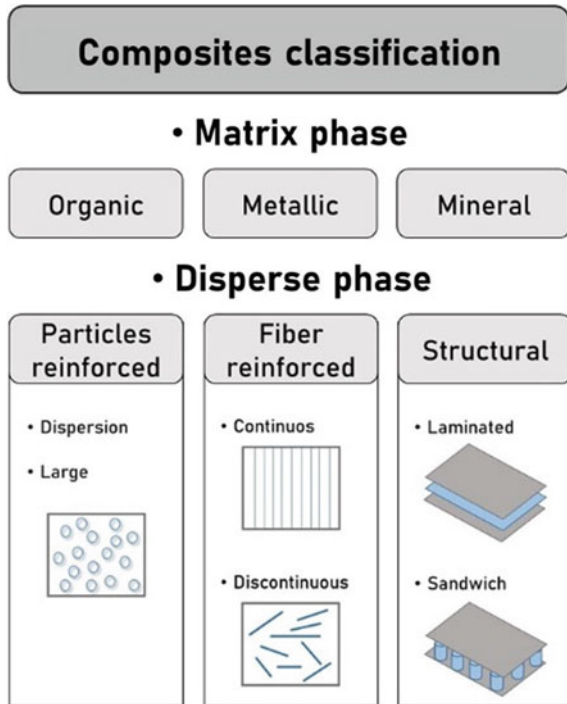 Composites classification
• Matrix phase
Organic
Metallic
Mineral
• Disperse phase
Particles
reinforced
• Dispersion
• Large
Fiber
reinforced
• Continuos
• Discontinuous
Structural
• Laminated
• Sandwich